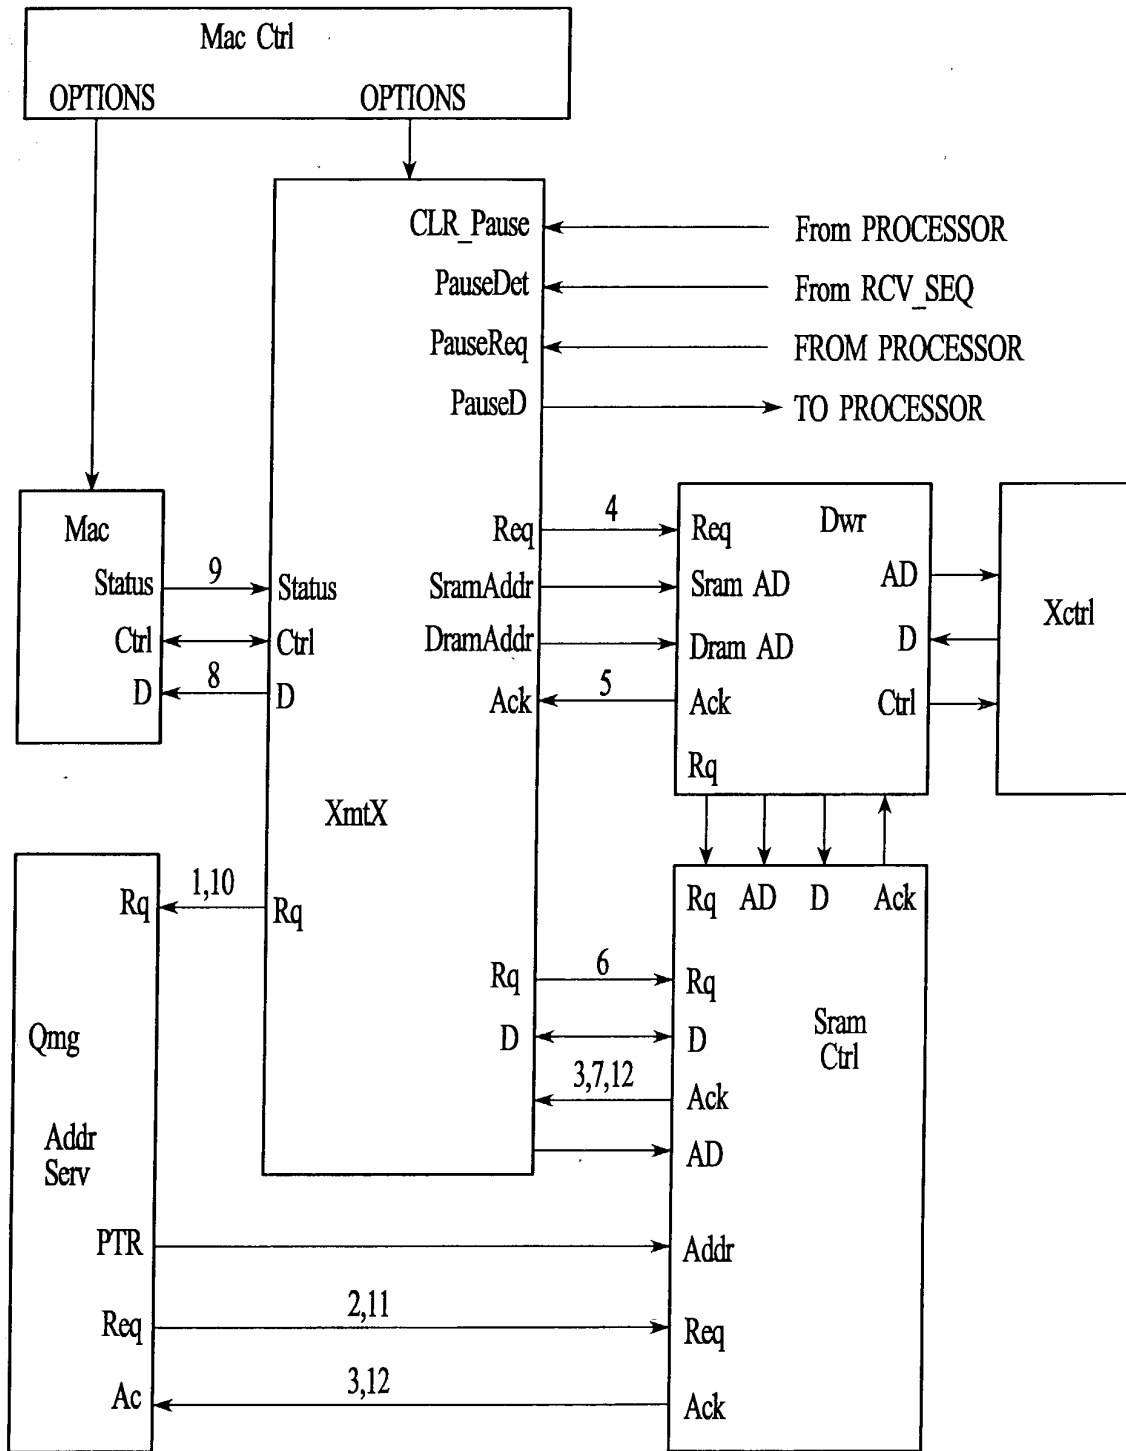 Mac Ctrl
OPTIONS OPTIONS
CLR_Pause From PROCESSOR
PauseDet From RCV_SEQ
PauseReq FROM PROCESSOR
PauseD TO PROCESSOR
Mac
Status 9 Status
Ctrl Ctrl
D 8 D
Req 4 Req Dwr
SramAddr Sram AD AD
DramAddr Dram AD D
Ack 5 Ack Ctrl
Rq
Xctrl
XmtX
Rq 1,10 Rq
Rq AD D Ack
Rq 6 Rq
D D
3,7,12 Ack
AD
Sram
Ctrl
Qmg
Addr
Serv
PTR Addr
Req 2,11 Req
Ac 3,12 Ack